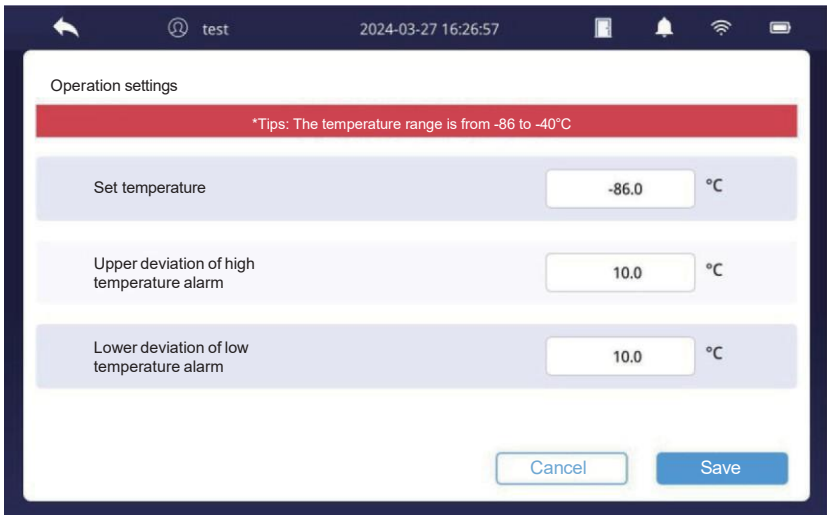 test 2024-03-27 16:26:57
Operation settings
*Tips: The temperature range is from -86 to -40°C
Set temperature -86.0 °C
Upper deviation of high
temperature alarm 10.0 °C
Lower deviation of low
temperature alarm 10.0 °C
Cancel Save